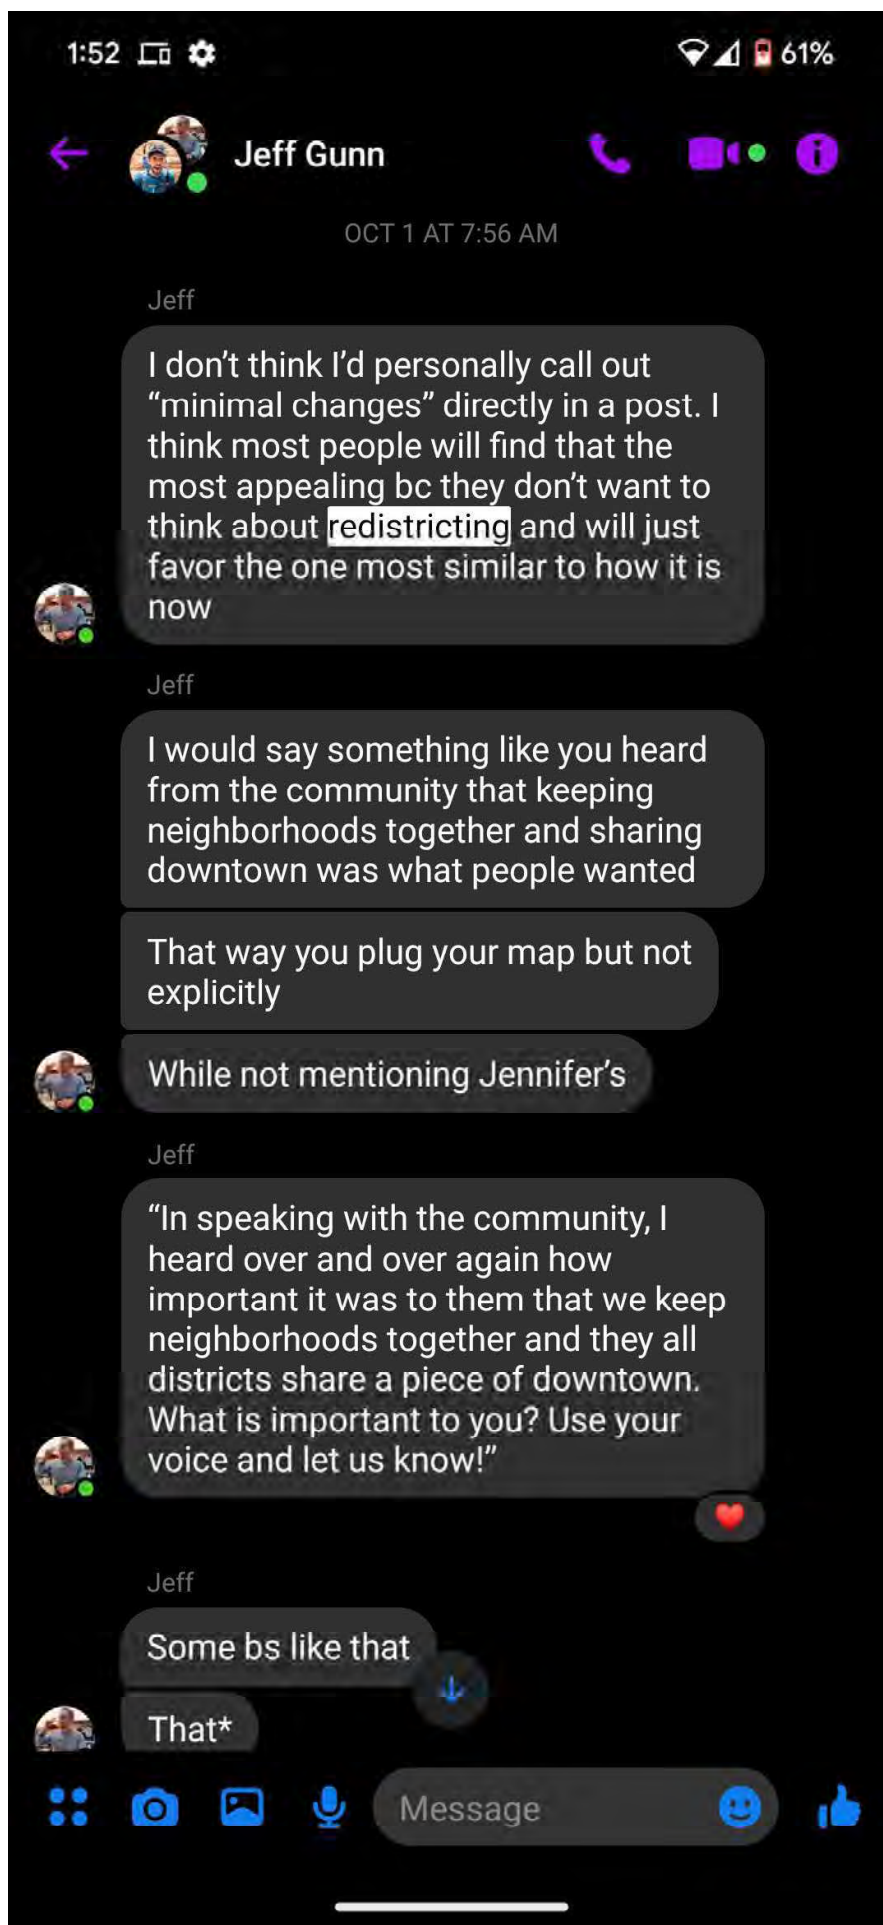 1:52
61%
Jeff Gunn
OCT 1 AT 7:56 AM
Jeff
I don’t think I’d personally call out
“minimal changes” directly in a post. I
think most people will find that the
most appealing bc they don’t want to
think about redistricting and will just
favor the one most similar to how it is
now
Jeff
I would say something like you heard
from the community that keeping
neighborhoods together and sharing
downtown was what people wanted
That way you plug your map but not
explicitly
While not mentioning Jennifer’s
Jeff
“In speaking with the community, I
heard over and over again how
important it was to them that we keep
neighborhoods together and they all
districts share a piece of downtown.
What is important to you? Use your
voice and let us know!”
Jeff
Some bs like that
That*
Message